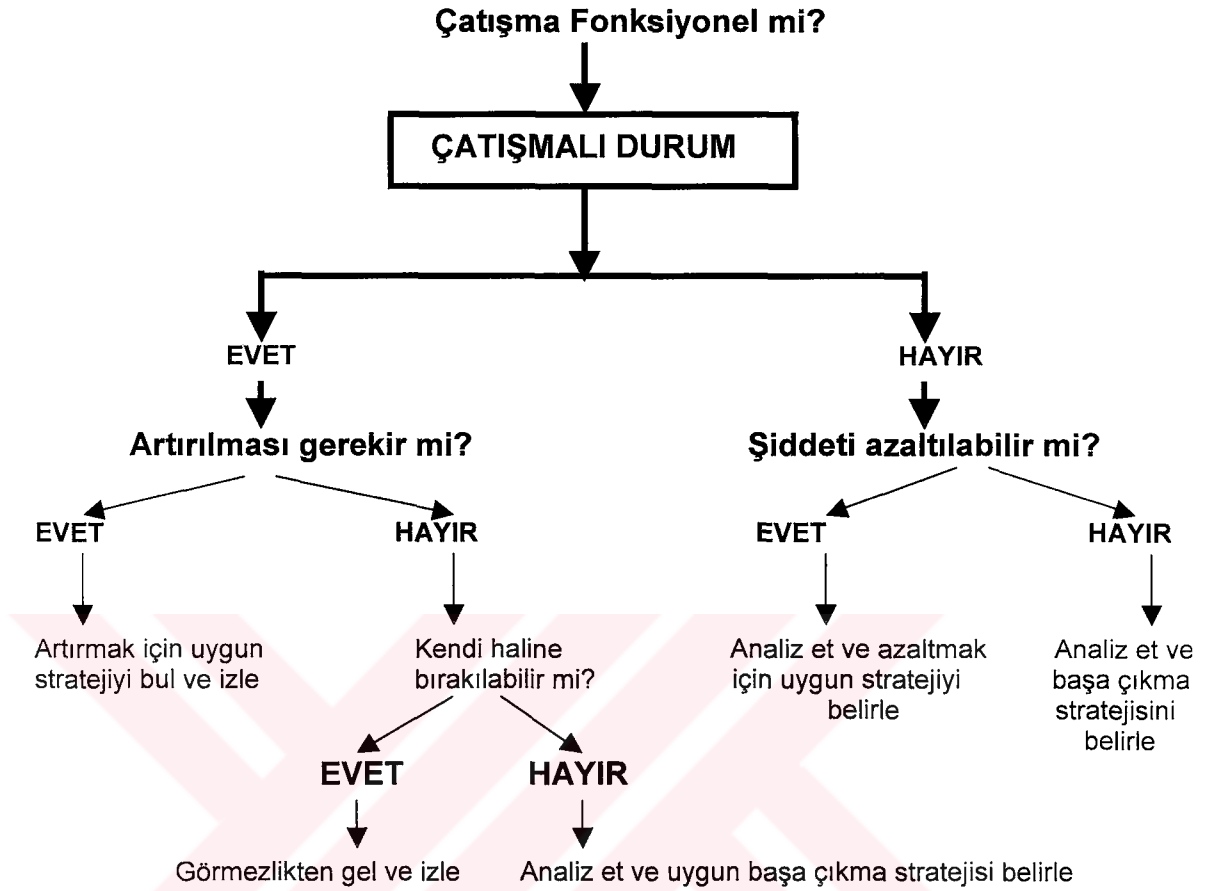 Çatışma Fonksiyonel mi?
ÇATIŞMALI DURUM
EVET
HAYIR
Artırılması gerekir mi?
Şiddeti azaltılabilir mi?
EVET
HAYIR
EVET
HAYIR
Artırmak için uygun
stratejiyi bul ve izle
Kendi haline
bırakılabilir mi?
Analiz et ve azaltmak
için uygun stratejiyi
belirle
Analiz et ve
başa çıkma
stratejisini
belirle
EVET
HAYIR
Görmezlikten gel ve izle
Analiz et ve uygun başa çıkma stratejisi belirle